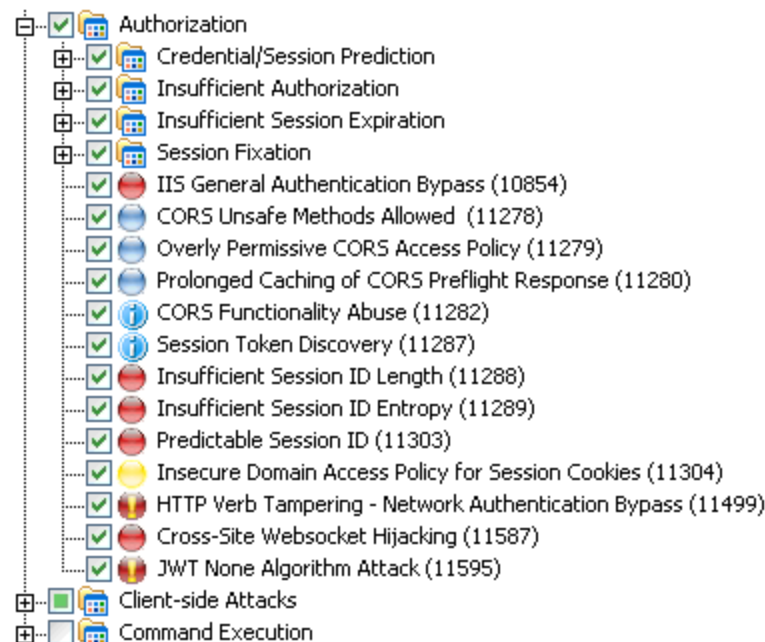 Authorization
Credential/Session Prediction
Insufficient Authorization
Insufficient Session Expiration
Session Fixation
IIS General Authentication Bypass (10854)
CORS Unsafe Methods Allowed  (11278)
Overly Permissive CORS Access Policy (11279)
Prolonged Caching of CORS Preflight Response (11280)
CORS Functionality Abuse (11282)
Session Token Discovery (11287)
Insufficient Session ID Length (11288)
Insufficient Session ID Entropy (11289)
Predictable Session ID (11303)
Insecure Domain Access Policy for Session Cookies (11304)
HTTP Verb Tampering - Network Authentication Bypass (11499)
Cross-Site Websocket Hijacking (11587)
JWT None Algorithm Attack (11595)
Client-side Attacks
Command Execution